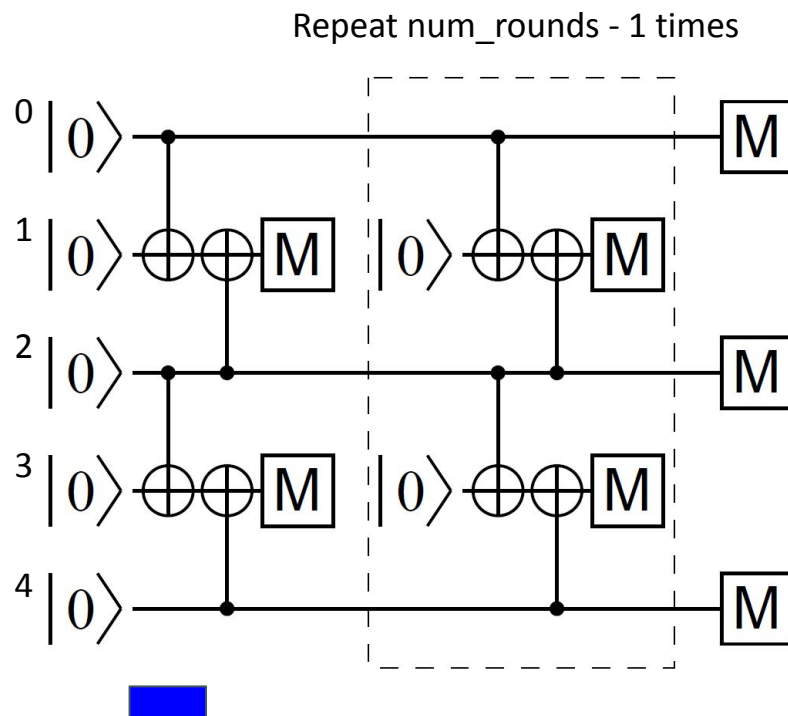 Repeat num_rounds - 1 times
0 |0⟩ M
1 |0⟩ M |0⟩ M
2 |0⟩ M
3 |0⟩ M |0⟩ M
4 |0⟩ M